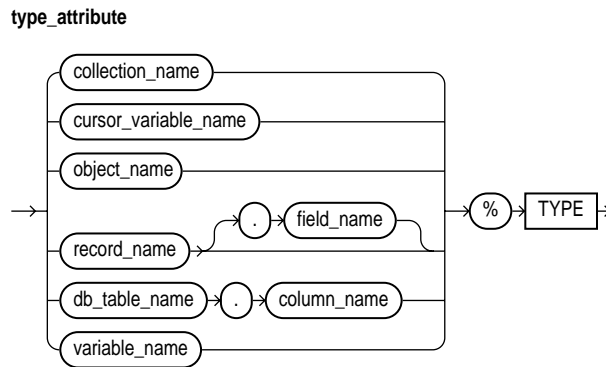 type_attribute
collection_name
cursor_variable_name
object_name
% TYPE
. field_name
record_name
db_table_name . column_name
variable_name